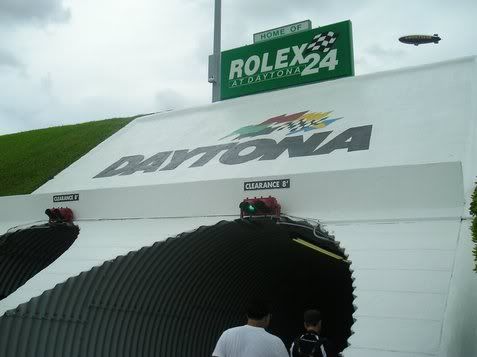 HOME OF
ROLEX 24
AT DAYTONA
DAYTONA
CLEARANCE 8'
CLEARANCE 8'